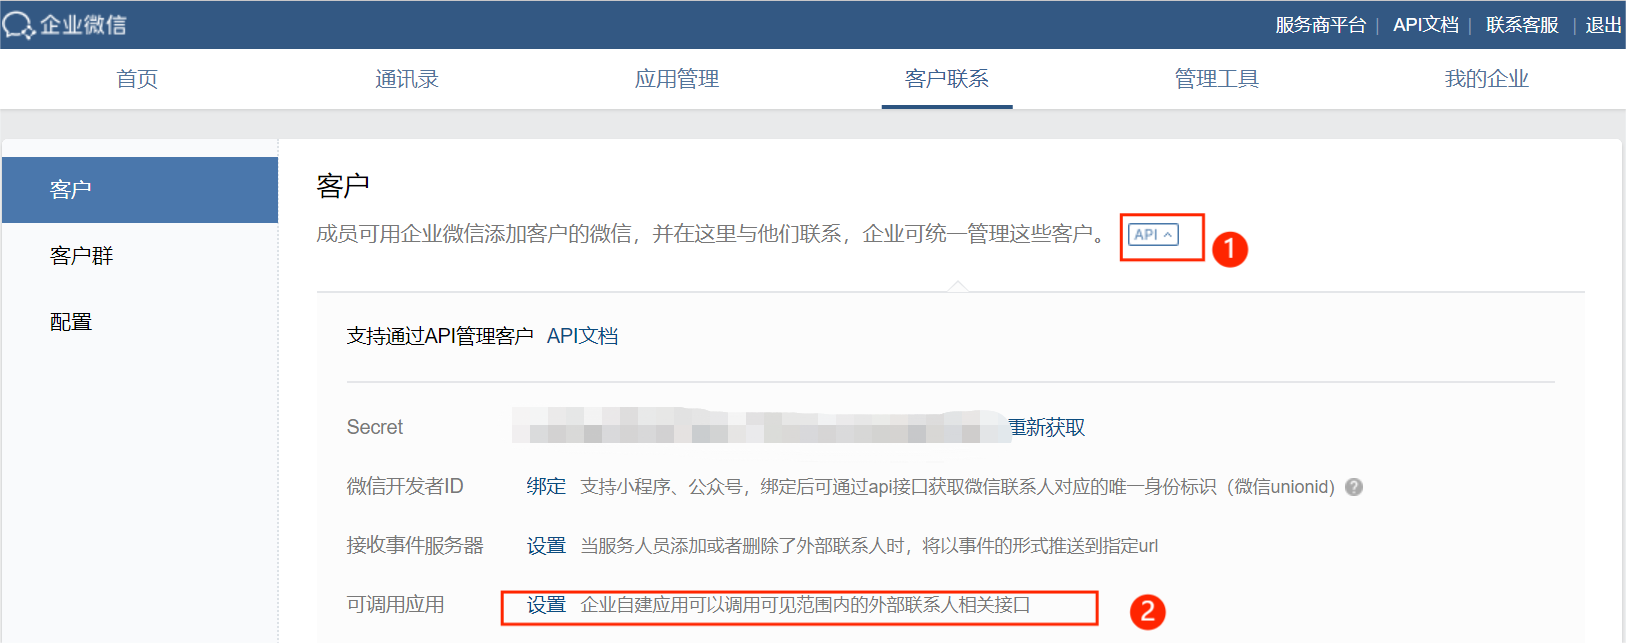 企业微信 服务商平台 | API文档 | 联系客服 | 退出
首页 通讯录 应用管理 客户联系 管理工具 我的企业
客户
客户群
配置
客户
成员可用企业微信添加客户的微信，并在这里与他们联系，企业可统一管理这些客户。 API 1
支持通过API管理客户 API文档
Secret 重新获取
微信开发者ID 绑定 支持小程序、公众号，绑定后可通过api接口获取微信联系人对应的唯一身份标识（微信unionid） ?
接收事件服务器 设置 当服务人员添加或者删除了外部联系人时，将以事件的形式推送到指定url
可调用应用 设置 企业自建应用可以调用可见范围内的外部联系人相关接口 2